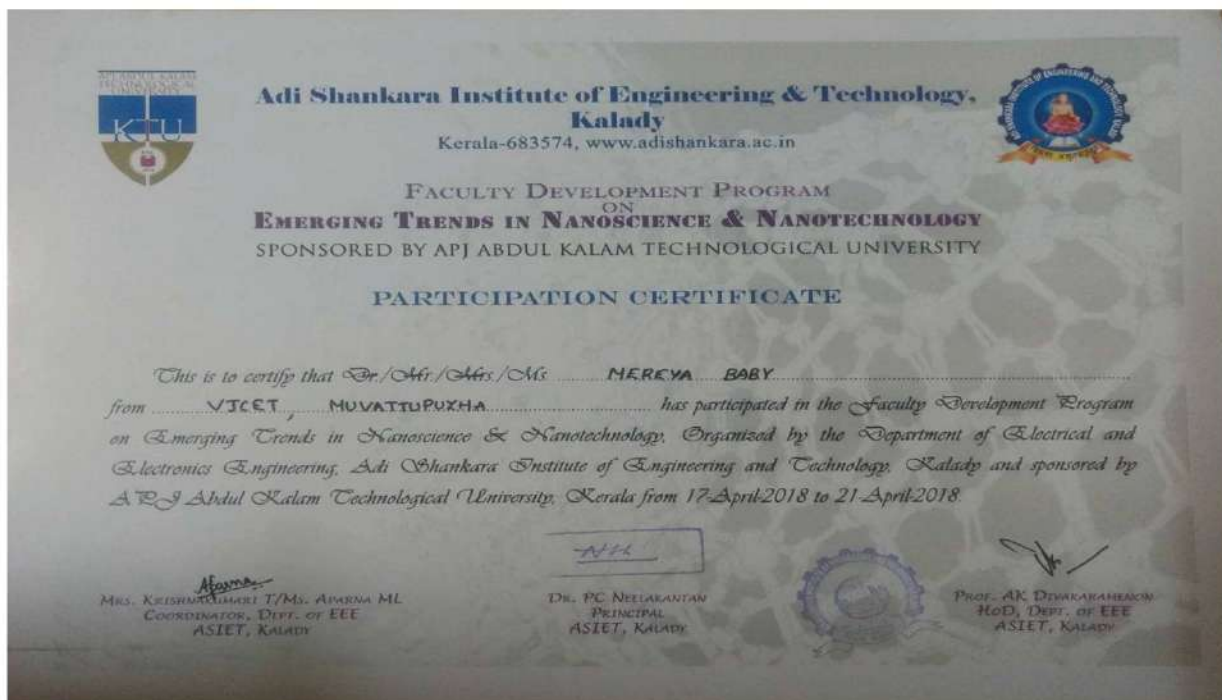 APJ ABDUL KALAM
TECHNOLOGICAL
UNIVERSITY
KTU
Adi Shankara Institute of Engineering & Technology,
Kalady
Kerala-683574, www.adishankara.ac.in
FACULTY DEVELOPMENT PROGRAM
ON
EMERGING TRENDS IN NANOSCIENCE & NANOTECHNOLOGY
SPONSORED BY APJ ABDUL KALAM TECHNOLOGICAL UNIVERSITY
PARTICIPATION CERTIFICATE
This is to certify that Dr./Mr./Mrs./Ms MEREYA BABY
from VJCET, MUVATTUPUZHA has participated in the Faculty Development Program
on Emerging Trends in Nanoscience & Nanotechnology, Organized by the Department of Electrical and
Electronics Engineering, Adi Shankara Institute of Engineering and Technology, Kalady and sponsored by
A P J Abdul Kalam Technological University, Kerala from 17-April-2018 to 21-April-2018.
Aparna
MRS. KRISHNAKUMARI T/MS. APARNA ML
COORDINATOR, DEPT. OF EEE
ASIET, KALADY
DR. PC NEELAKANTAN
PRINCIPAL
ASIET, KALADY
PROF. AK DIVAKARAMENON
HOD, DEPT. OF EEE
ASIET, KALADY